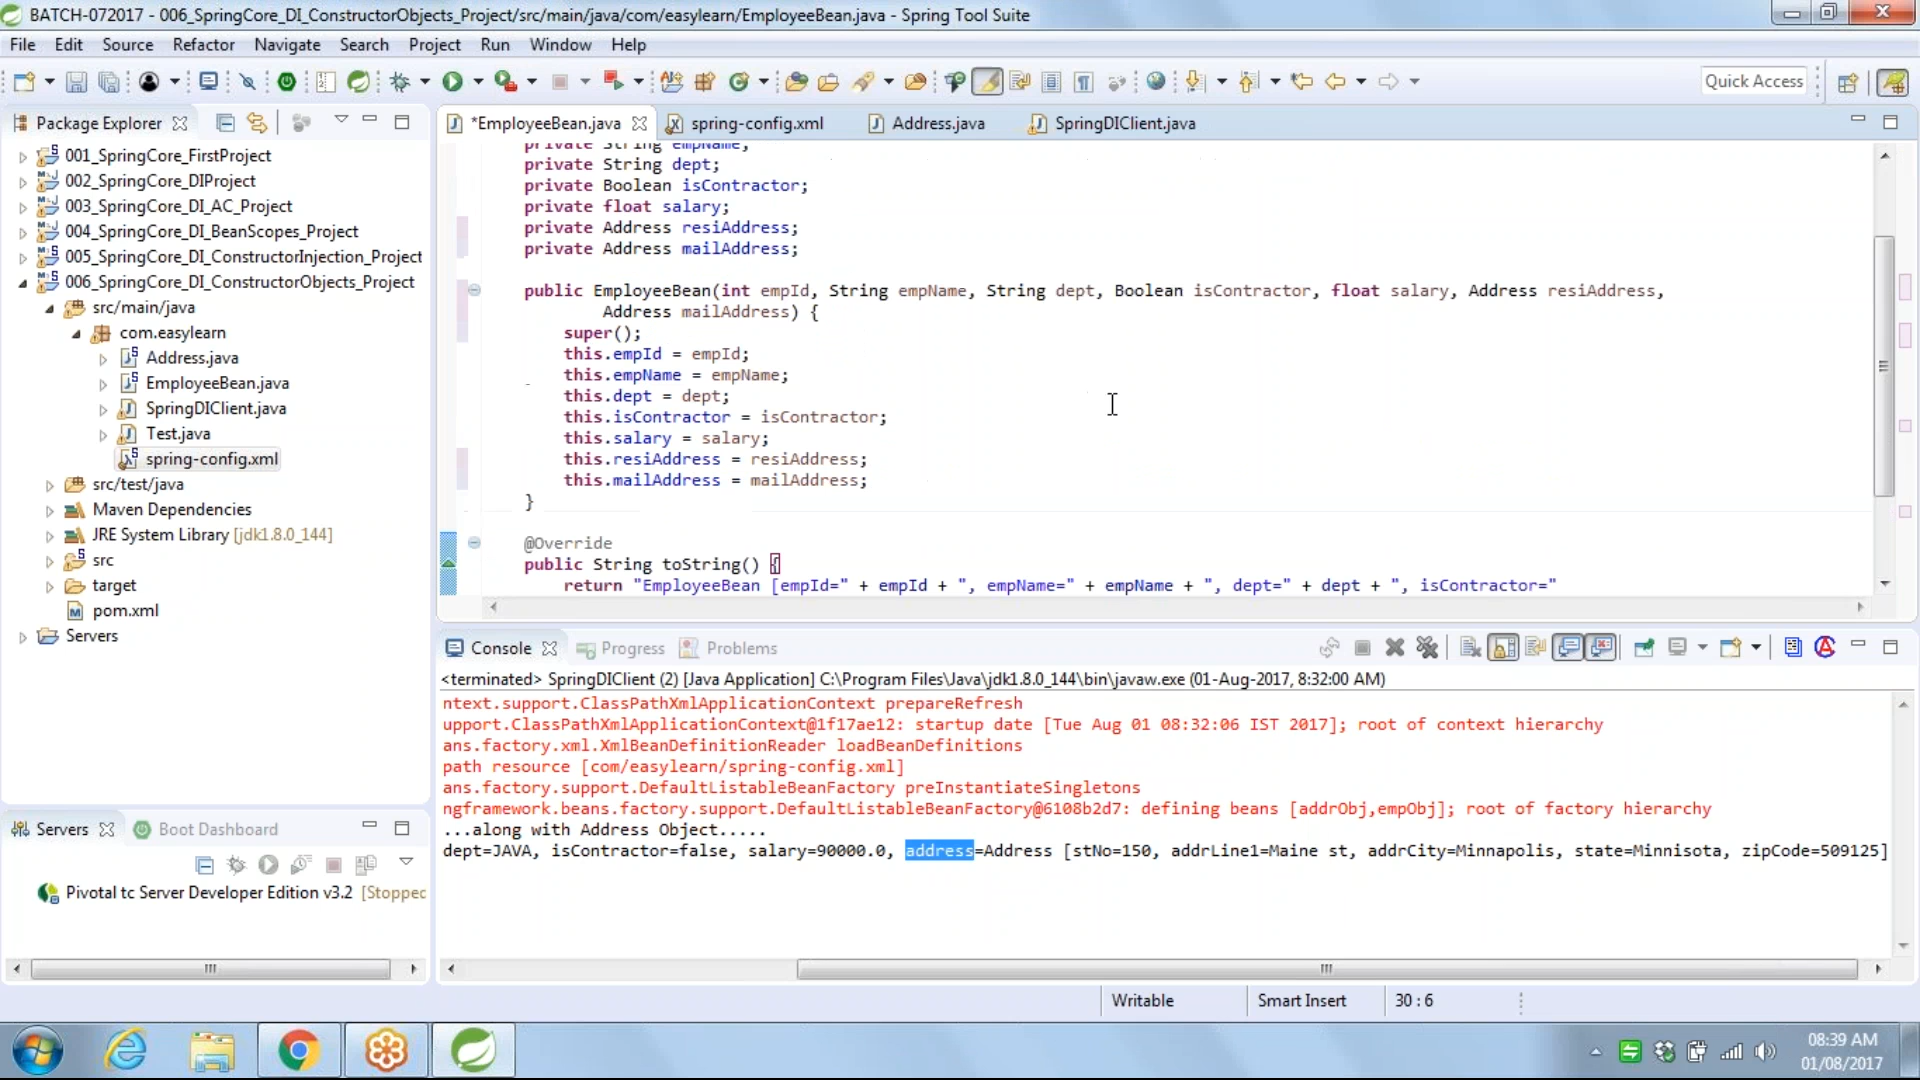 BATCH-072017 - 006_SpringCore_DI_ConstructorObjects_Project/src/main/java/com/easylearn/EmployeeBean.java - Spring Tool Suite
File Edit Source Refactor Navigate Search Project Run Window Help
Quick Access
Package Explorer
001_SpringCore_FirstProject
002_SpringCore_DIProject
003_SpringCore_DI_AC_Project
004_SpringCore_DI_BeanScopes_Project
005_SpringCore_DI_ConstructorInjection_Project
006_SpringCore_DI_ConstructorObjects_Project
src/main/java
com.easylearn
Address.java
EmployeeBean.java
SpringDIClient.java
Test.java
spring-config.xml
src/test/java
Maven Dependencies
JRE System Library [jdk1.8.0_144]
src
target
pom.xml
Servers
*EmployeeBean.java spring-config.xml Address.java SpringDIClient.java
private String empName;
private String dept;
private Boolean isContractor;
private float salary;
private Address resiAddress;
private Address mailAddress;
public EmployeeBean(int empId, String empName, String dept, Boolean isContractor, float salary, Address resiAddress,
Address mailAddress) {
super();
this.empId = empId;
this.empName = empName;
this.dept = dept;
this.isContractor = isContractor;
this.salary = salary;
this.resiAddress = resiAddress;
this.mailAddress = mailAddress;
}
@Override
public String toString() {
return "EmployeeBean [empId=" + empId + ", empName=" + empName + ", dept=" + dept + ", isContractor="
Console Progress Problems
<terminated> SpringDIClient (2) [Java Application] C:\Program Files\Java\jdk1.8.0_144\bin\javaw.exe (01-Aug-2017, 8:32:00 AM)
ntext.support.ClassPathXmlApplicationContext prepareRefresh
upport.ClassPathXmlApplicationContext@1f17ae12: startup date [Tue Aug 01 08:32:06 IST 2017]; root of context hierarchy
ans.factory.xml.XmlBeanDefinitionReader loadBeanDefinitions
path resource [com/easylearn/spring-config.xml]
ans.factory.support.DefaultListableBeanFactory preInstantiateSingletons
ngframework.beans.factory.support.DefaultListableBeanFactory@6108b2d7: defining beans [addrObj,empObj]; root of factory hierarchy
...along with Address Object.....
dept=JAVA, isContractor=false, salary=90000.0, address=Address [stNo=150, addrLine1=Maine st, addrCity=Minnapolis, state=Minnisota, zipCode=509125]
Servers Boot Dashboard
Pivotal tc Server Developer Edition v3.2 [Stopped
Writable Smart Insert 30 : 6
08:39 AM
01/08/2017